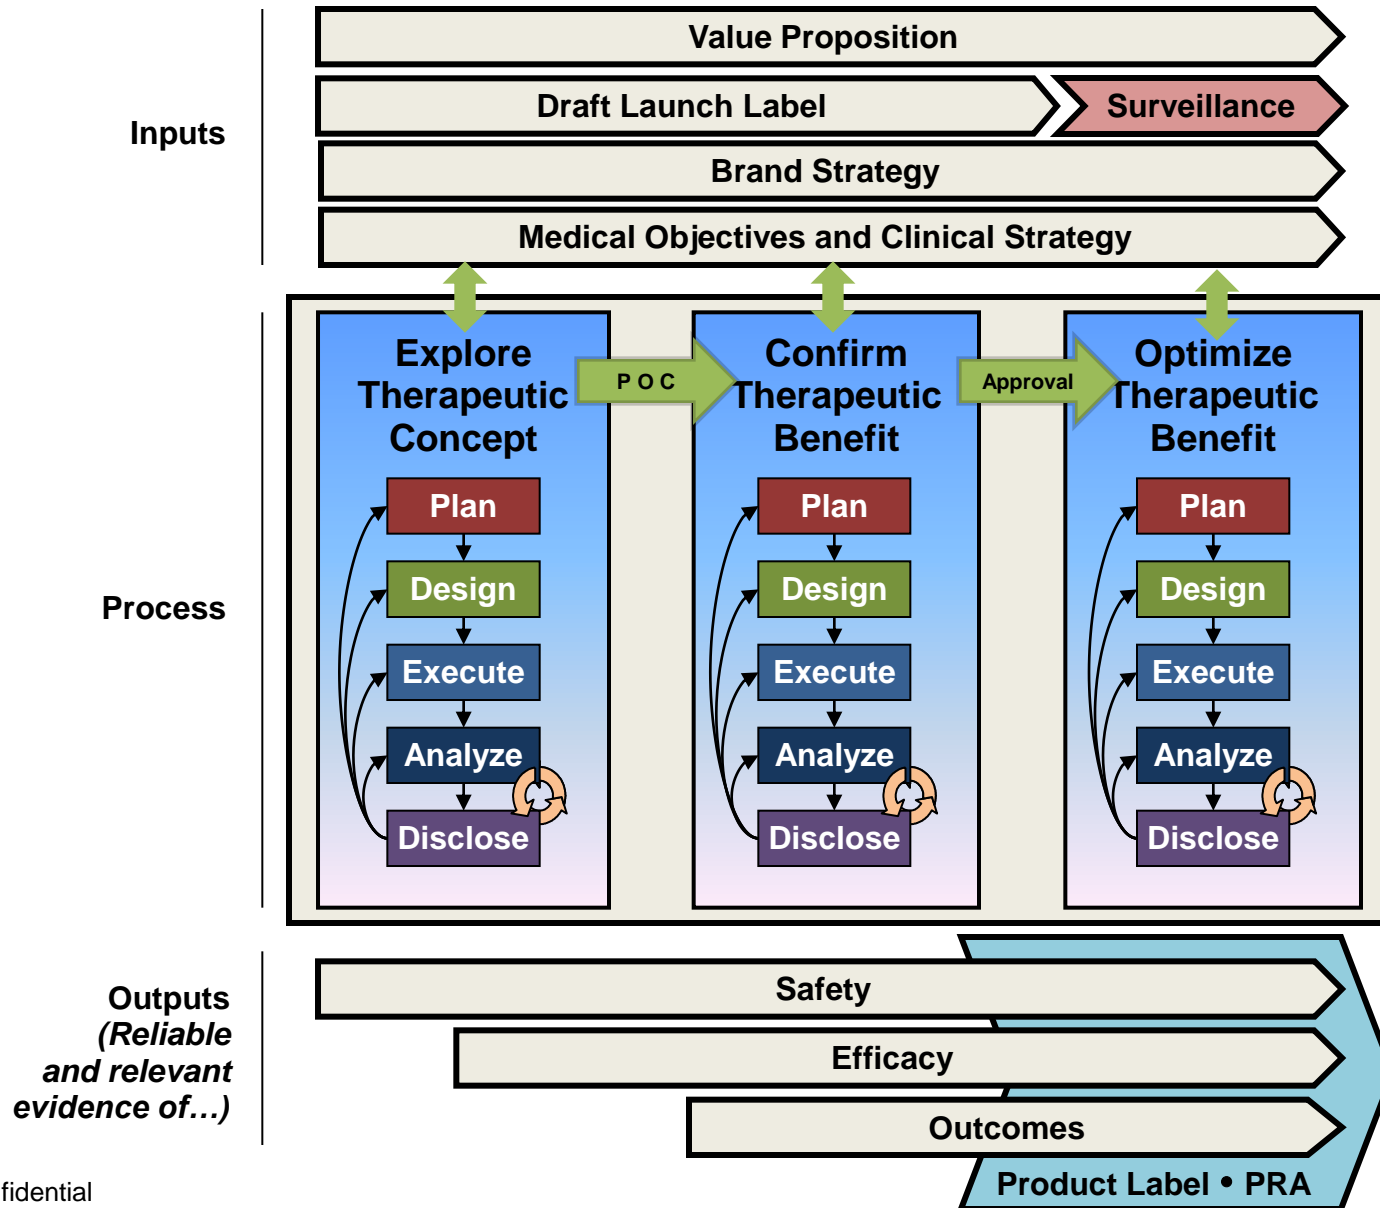 Value Proposition
Draft Launch Label
Surveillance
Inputs
Brand Strategy
Medical Objectives and Clinical Strategy
Explore
Therapeutic
Concept
P O C
Confirm
Therapeutic
Benefit
Approval
Optimize
Therapeutic
Benefit
Plan
Design
Execute
Analyze
Disclose
Plan
Design
Execute
Analyze
Disclose
Plan
Design
Execute
Analyze
Disclose
Process
Outputs
(Reliable
and relevant
evidence of…)
Safety
Efficacy
Outcomes
Product Label • PRA
fidential